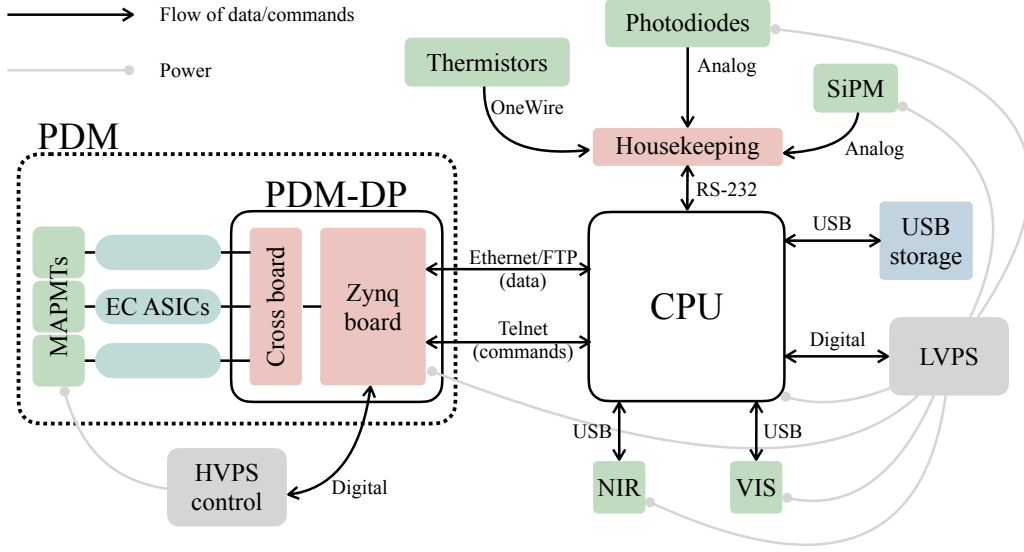 Flow of data/commands
Power
Photodiodes
Thermistors
Analog
SiPM
OneWire
Housekeeping
Analog
RS-232
PDM
PDM-DP
MAPMTs
EC ASICs
Cross board
Zynq
board
Ethernet/FTP
(data)
Telnet
(commands)
CPU
USB
USB
storage
Digital
LVPS
USB
USB
NIR
VIS
HVPS
control
Digital